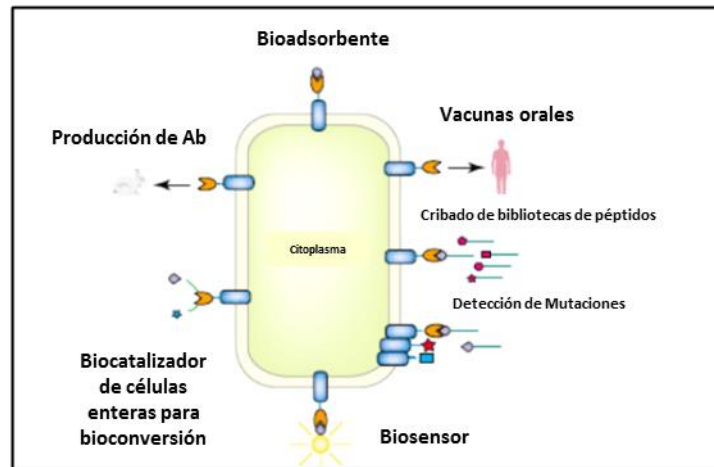 Bioadsorbente
Producción de Ab
Vacunas orales
Cribado de bibliotecas de péptidos
Citoplasma
Detección de Mutaciones
Biocatalizador
de células
enteras para
bioconversión
Biosensor